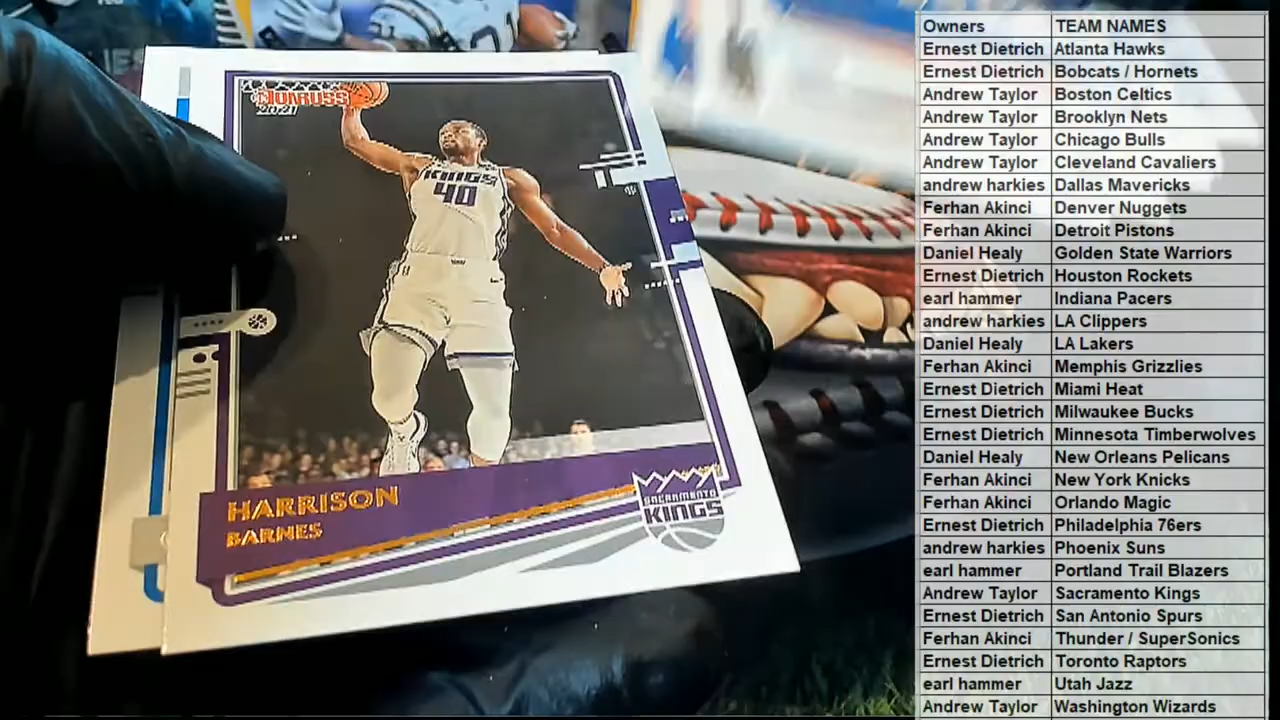 DONRUSS
2021
KINGS
40
HARRISON
BARNES
SACRAMENTO
KINGS
Owners TEAM NAMES
Ernest Dietrich Atlanta Hawks
Ernest Dietrich Bobcats / Hornets
Andrew Taylor Boston Celtics
Andrew Taylor Brooklyn Nets
Andrew Taylor Chicago Bulls
Andrew Taylor Cleveland Cavaliers
andrew harkies Dallas Mavericks
Ferhan Akinci Denver Nuggets
Ferhan Akinci Detroit Pistons
Daniel Healy Golden State Warriors
Ernest Dietrich Houston Rockets
earl hammer Indiana Pacers
andrew harkies LA Clippers
Daniel Healy LA Lakers
Ferhan Akinci Memphis Grizzlies
Ernest Dietrich Miami Heat
Ernest Dietrich Milwaukee Bucks
Ernest Dietrich Minnesota Timberwolves
Daniel Healy New Orleans Pelicans
Ferhan Akinci New York Knicks
Ferhan Akinci Orlando Magic
Ernest Dietrich Philadelphia 76ers
andrew harkies Phoenix Suns
earl hammer Portland Trail Blazers
Andrew Taylor Sacramento Kings
Ernest Dietrich San Antonio Spurs
Ferhan Akinci Thunder / SuperSonics
Ernest Dietrich Toronto Raptors
earl hammer Utah Jazz
Andrew Taylor Washington Wizards